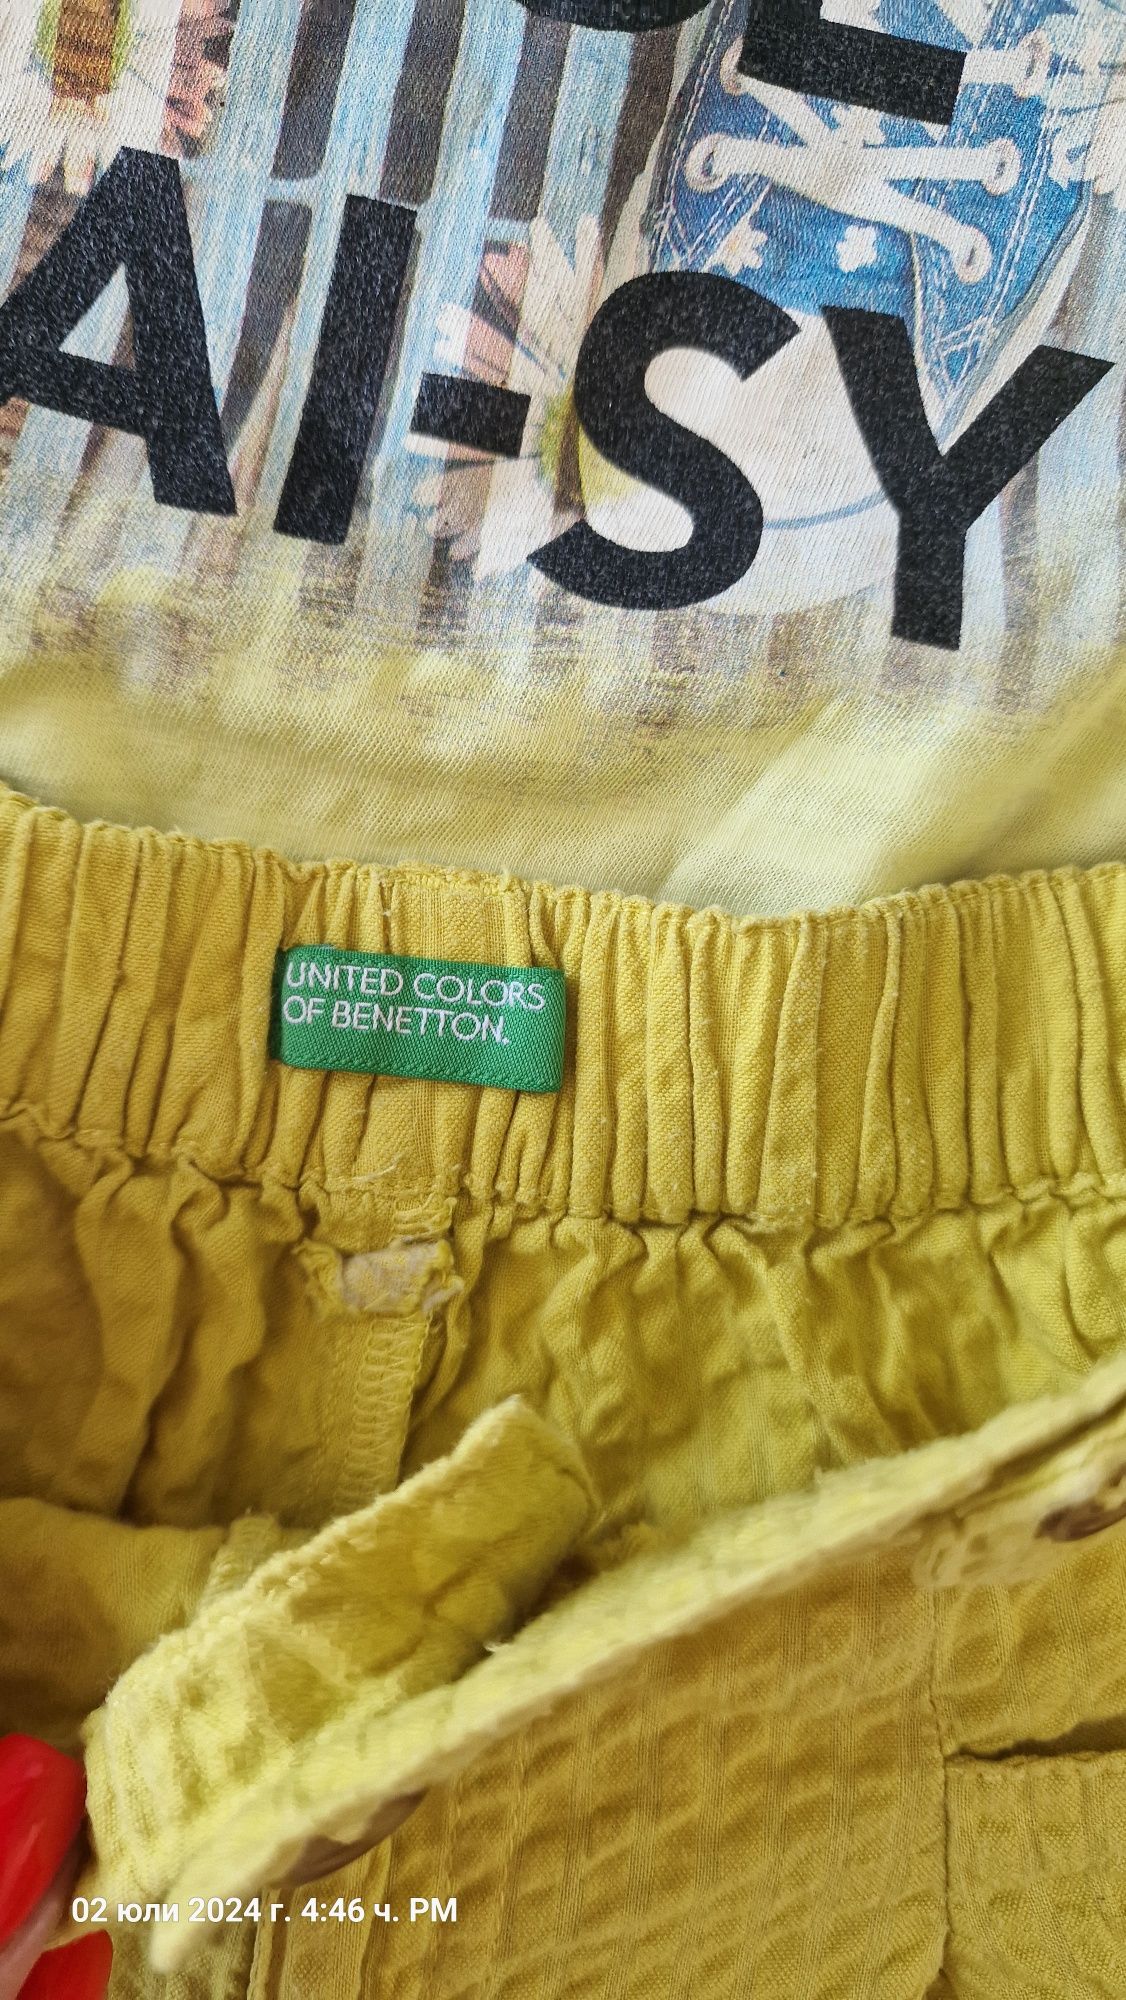 AI-SY
UNITED COLORS
OF BENETTON.
02 юли 2024 г. 4:46 ч. PM